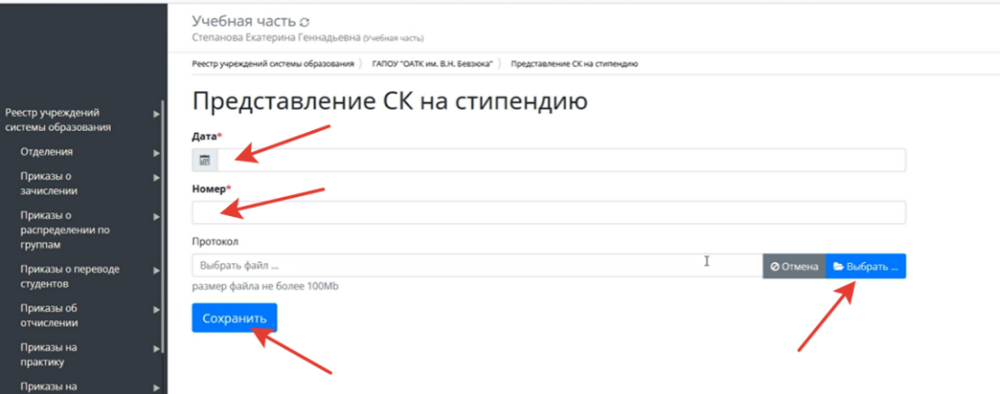 Учебная часть
Степанова Екатерина Геннадьевна (Учебная часть)
Реестр учреждений системы образования 〉 ГАПОУ "ОАТК им. В.Н. Бевзюка" 〉 Представление СК на стипендию
Представление СК на стипендию
Дата*
Номер*
Протокол
Выбрать файл ...
Отмена
Выбрать ...
размер файла не более 100Mb
Сохранить
Реестр учреждений
системы образования
Отделения
Приказы о
зачислении
Приказы о
распределении по
группам
Приказы о переводе
студентов
Приказы об
отчислении
Приказы на
практику
Приказы на